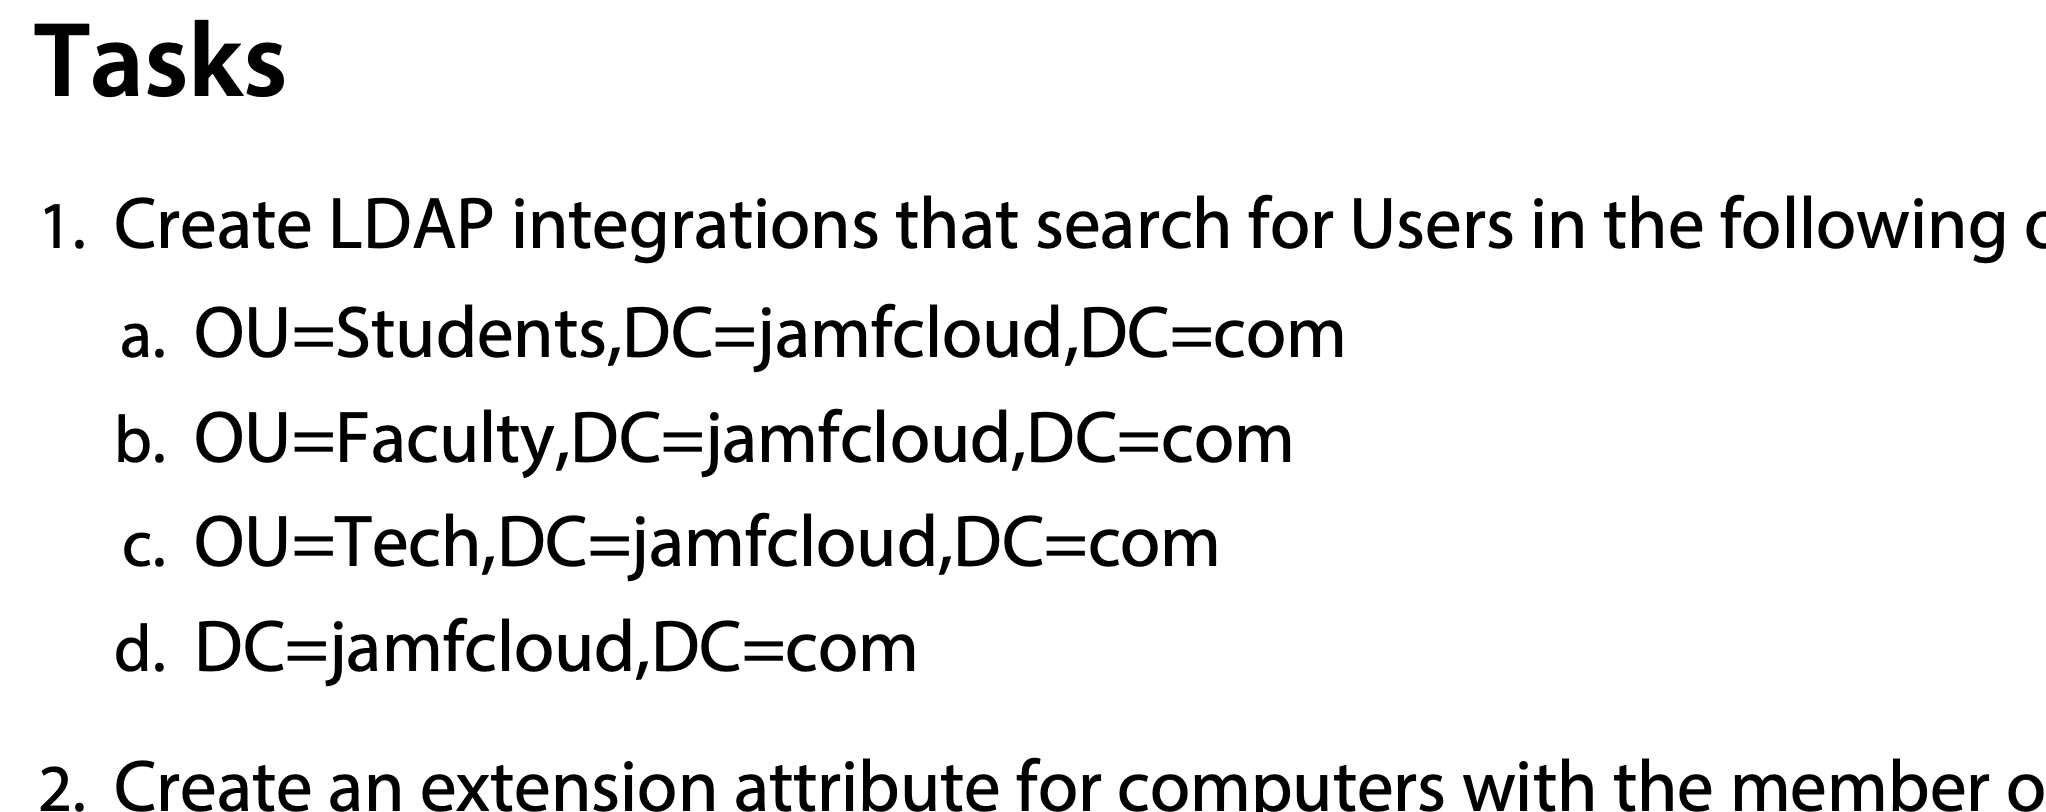 Tasks
1. Create LDAP integrations that search for Users in the following
a. OU=Students,DC=jamfcloud,DC=com
b. OU=Faculty,DC=jamfcloud,DC=com
c. OU=Tech,DC=jamfcloud,DC=com
d. DC=jamfcloud,DC=com
2. Create an extension attribute for computers with the member